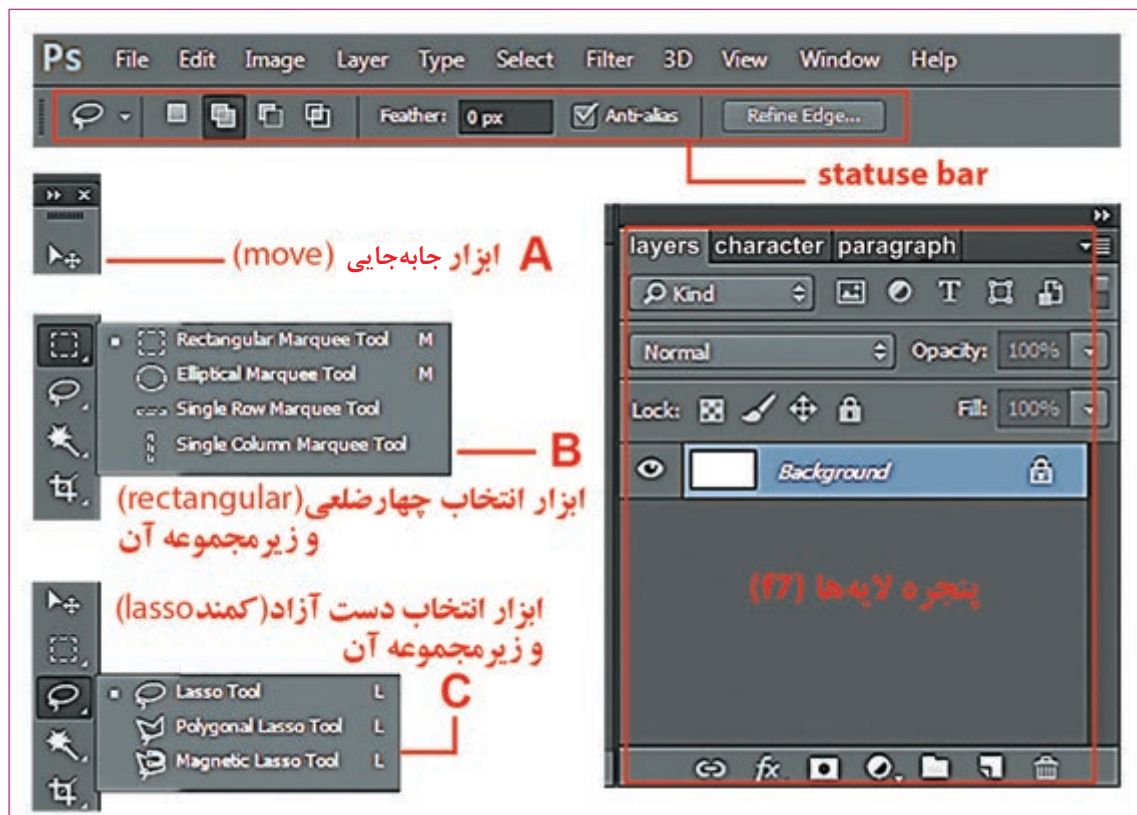 Ps File Edit Image Layer Type Select Filter 3D View Window Help
Feather: 0 px Anti-alias Refine Edge...
statuse bar
A ابزار جابه‌جایی (move)
Rectangular Marquee Tool M
Elliptical Marquee Tool M
Single Row Marquee Tool
Single Column Marquee Tool
B
ابزار انتخاب چهارضلعی(rectangular)
و زیرمجموعه آن
ابزار انتخاب دست آزاد(کمندlasso)
و زیرمجموعه آن
C
Lasso Tool L
Polygonal Lasso Tool L
Magnetic Lasso Tool L
layers character paragraph
Kind T
Normal Opacity: 100%
Lock: Fill: 100%
Background
پنجره لایه‌ها (f7)
fx.